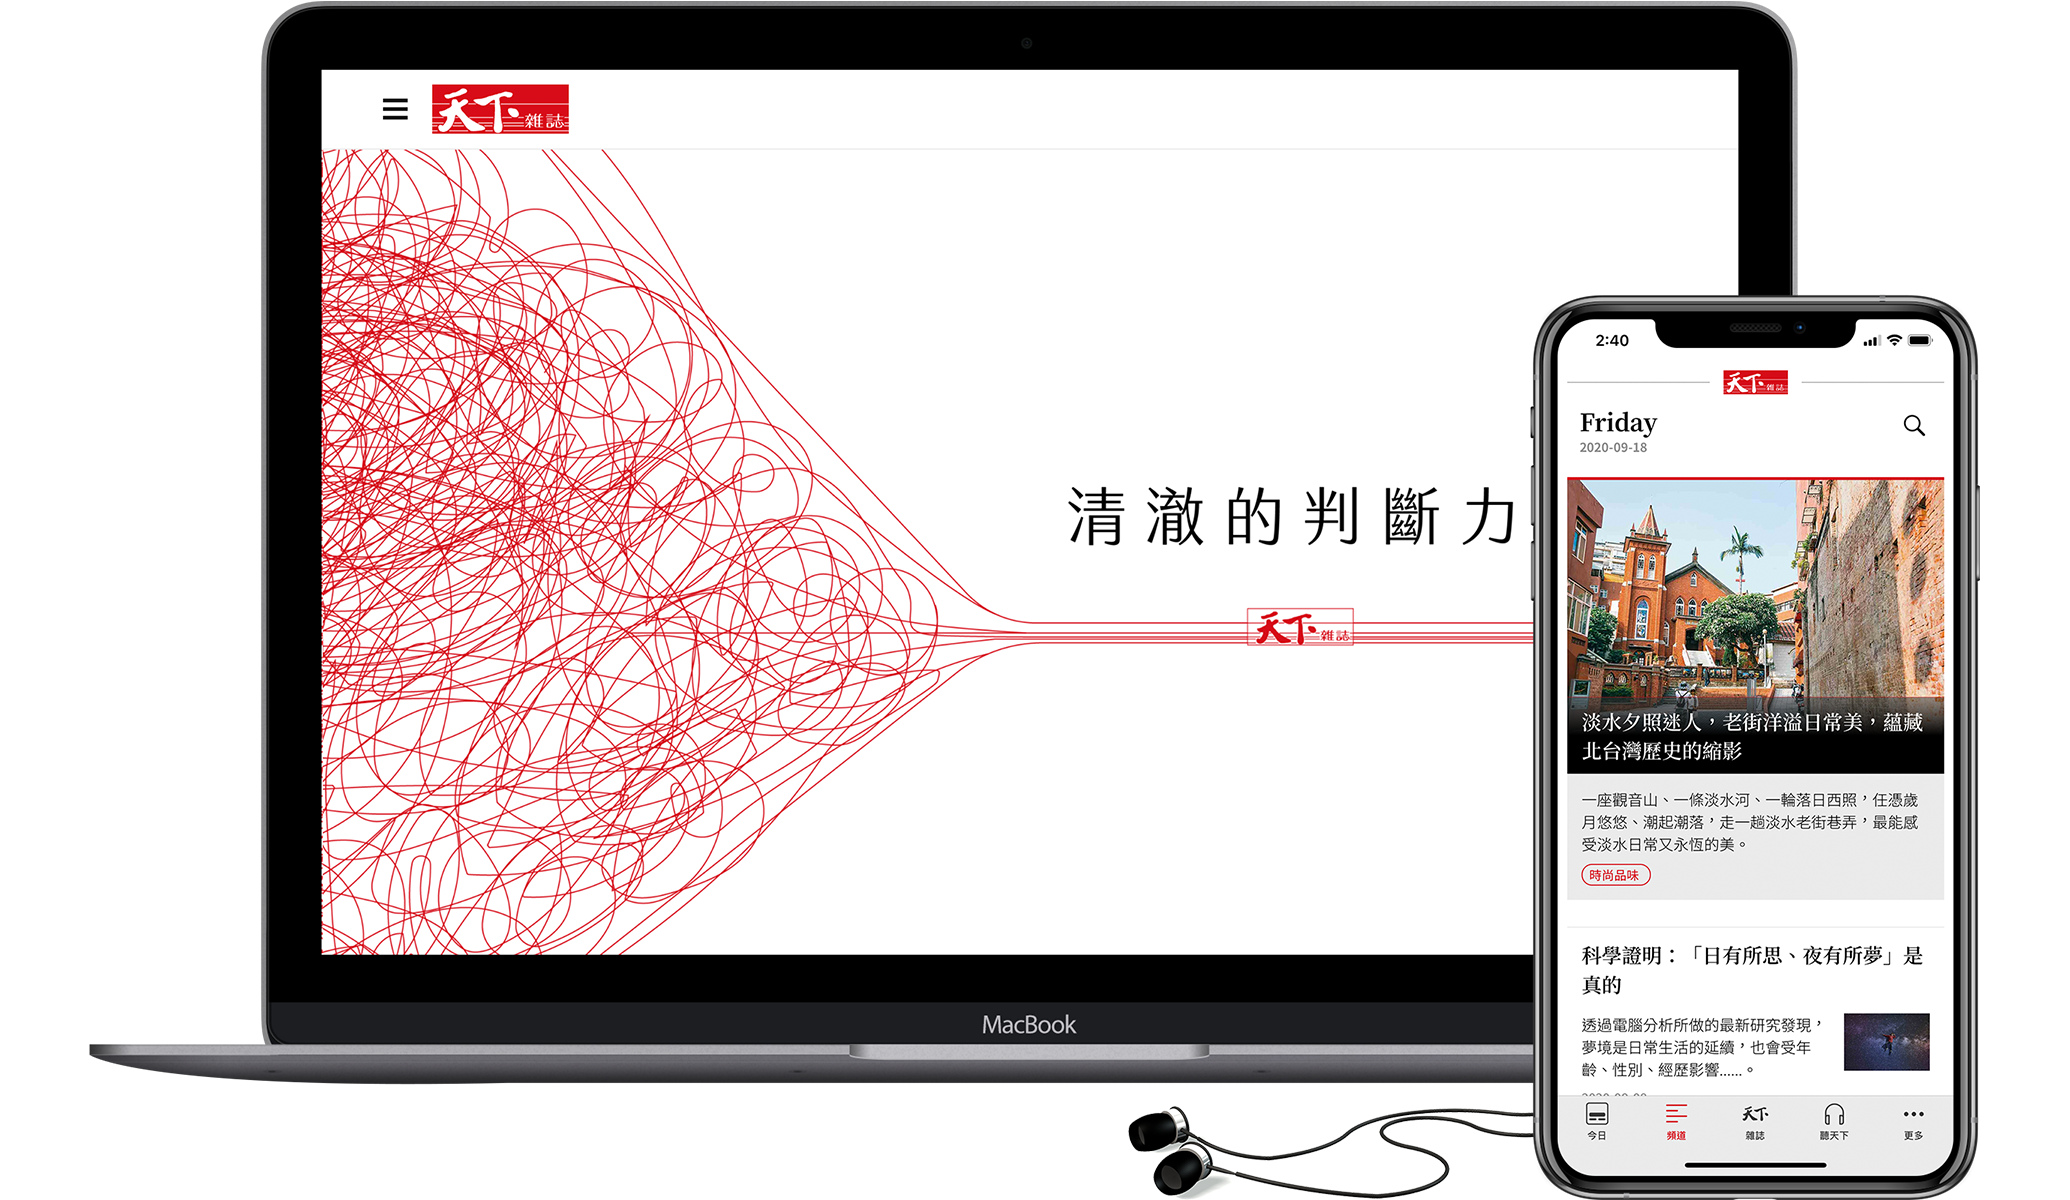 天下雜誌
清澈的判斷力
天下雜誌
MacBook
2:40
天下雜誌
Friday
2020-09-18
淡水夕照迷人，老街洋溢日常美，蘊藏
北台灣歷史的縮影
一座觀音山、一條淡水河、一輪落日西照，任憑歲
月悠悠、潮起潮落，走一趟淡水老街巷弄，最能感
受淡水日常又永恆的美。
時尚品味
科學證明：「日有所思、夜有所夢」是
真的
透過電腦分析所做的最新研究發現，
夢境是日常生活的延續，也會受年
齡、性別、經歷影響......。
今日
頻道
天下
雜誌
聽天下
更多